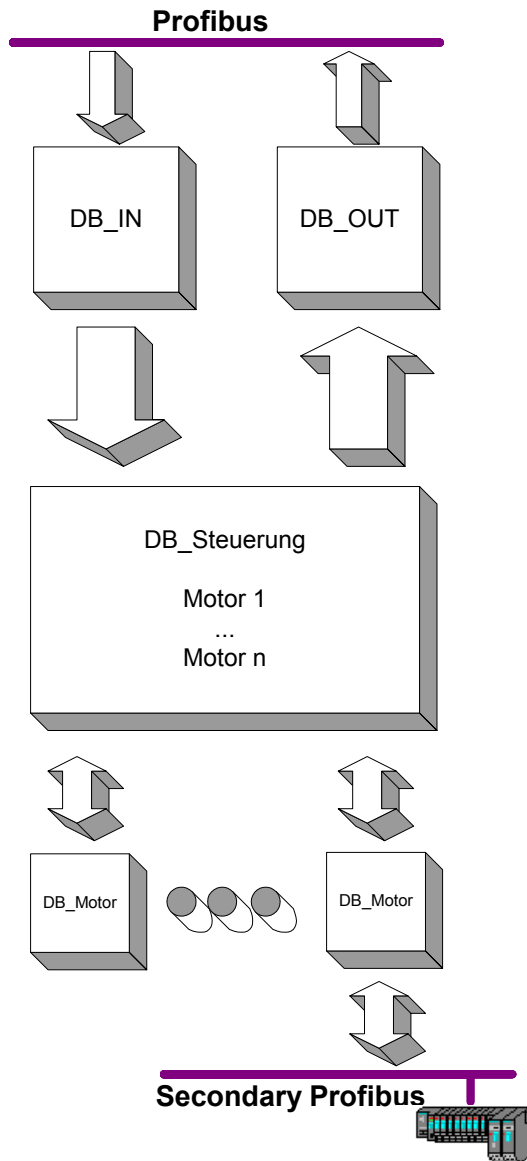 Profibus
DB_IN
DB_OUT
DB_Steuerung
Motor 1
...
Motor n
DB_Motor
DB_Motor
Secondary Profibus